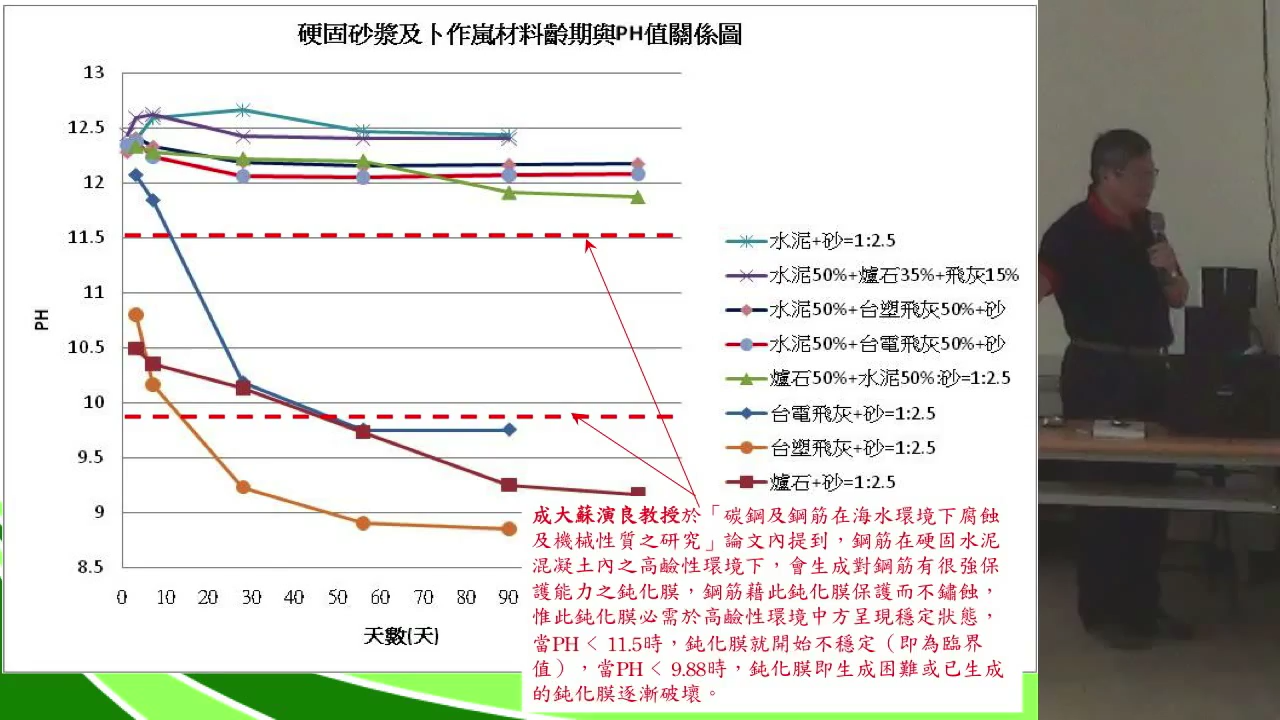 硬固砂漿及卜作嵐材料齡期與PH值關係圖
13
12.5
12
11.5
11
10.5
10
9.5
9
8.5
PH
0 10 20 30 40 50 60 70 80 90
天數(天)
水泥+砂=1:2.5
水泥50%+爐石35%+飛灰15%
水泥50%+台塑飛灰50%+砂
水泥50%+台電飛灰50%+砂
爐石50%+水泥50%:砂=1:2.5
台電飛灰+砂=1:2.5
台塑飛灰+砂=1:2.5
爐石+砂=1:2.5
成大蘇演良教授於「碳鋼及鋼筋在海水環境下腐蝕
及機械性質之研究」論文內提到，鋼筋在硬固水泥
混凝土內之高鹼性環境下，會生成對鋼筋有很強保
護能力之鈍化膜，鋼筋藉此鈍化膜保護而不鏽蝕，
惟此鈍化膜必需於高鹼性環境中方呈現穩定狀態，
當PH < 11.5時，鈍化膜就開始不穩定（即為臨界
值），當PH < 9.88時，鈍化膜即生成困難或已生成
的鈍化膜逐漸破壞。